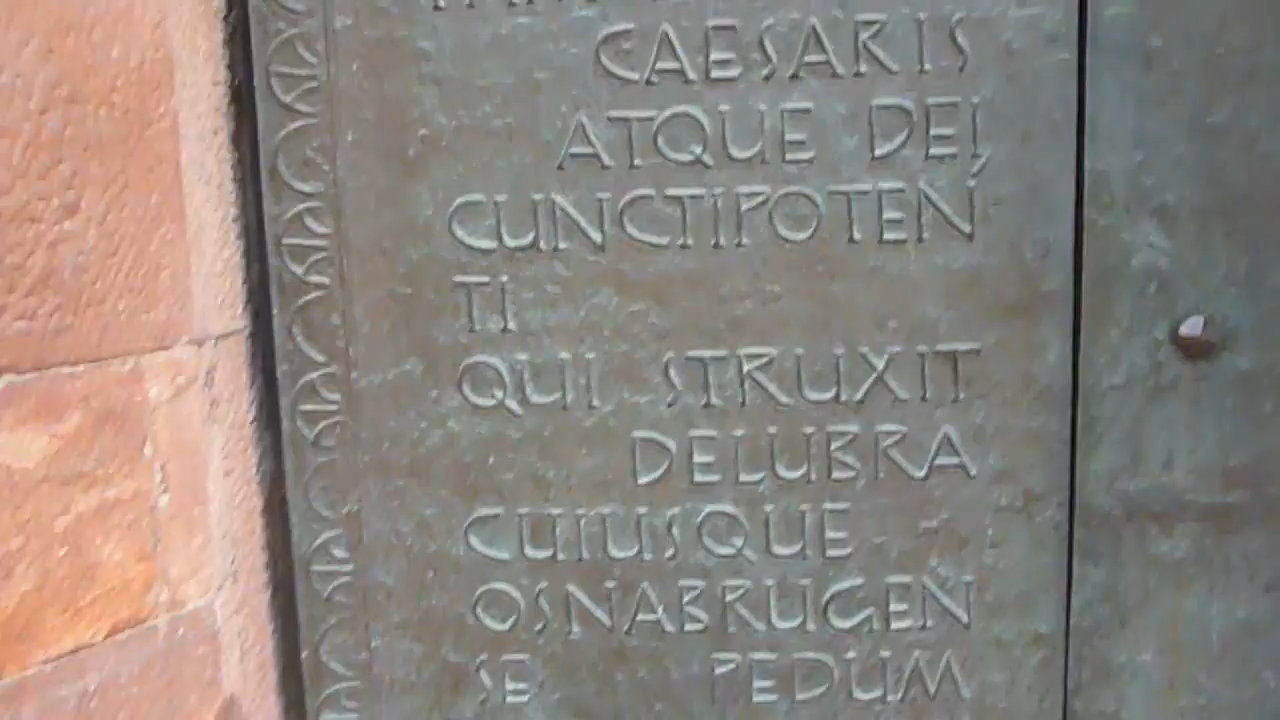 CAESARIS
ATQUE DEI
CUNCTIPOTEN
TI
QUI STRUXIT
DELUBRA
CUIUSQUE
OSNABRUGEN
SE PEDUM